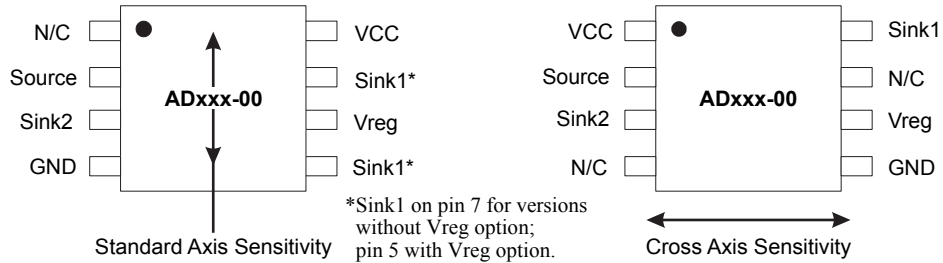 N/C
VCC
Source
ADxxx-00
Sink1*
Sink2
Vreg
GND
Sink1*
Standard Axis Sensitivity
*Sink1 on pin 7 for versions
without Vreg option;
pin 5 with Vreg option.
VCC
Sink1
Source
ADxxx-00
N/C
Sink2
Vreg
N/C
GND
Cross Axis Sensitivity